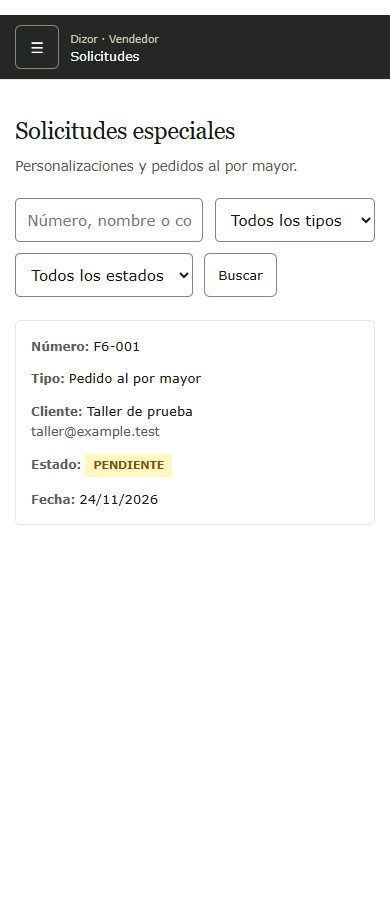 ☰
Dizor · Vendedor
Solicitudes
Solicitudes especiales
Personalizaciones y pedidos al por mayor.
Número, nombre o co
Todos los tipos
Todos los estados
Buscar
Número: F6-001
Tipo: Pedido al por mayor
Cliente: Taller de prueba
taller@example.test
Estado: PENDIENTE
Fecha: 24/11/2026